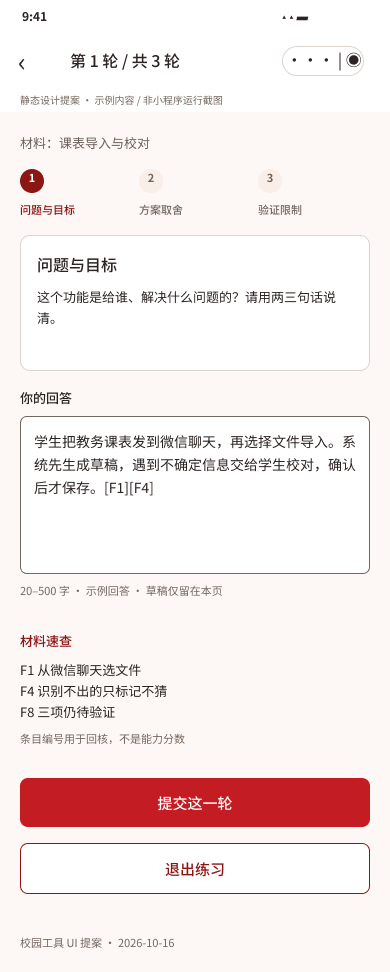 9:41
第 1 轮 / 共 3 轮
静态设计提案 · 示例内容 / 非小程序运行截图
材料：课表导入与校对
1
2
3
问题与目标
方案取舍
验证限制
问题与目标
这个功能是给谁、解决什么问题的？请用两三句话说
清。
你的回答
学生把教务课表发到微信聊天，再选择文件导入。系
统先生成草稿，遇到不确定信息交给学生校对，确认
后才保存。[F1][F4]
20–500 字 · 示例回答 · 草稿仅留在本页
材料速查
F1 从微信聊天选文件
F4 识别不出的只标记不猜
F8 三项仍待验证
条目编号用于回核，不是能力分数
提交这一轮
退出练习
校园工具 UI 提案 · 2026-10-16